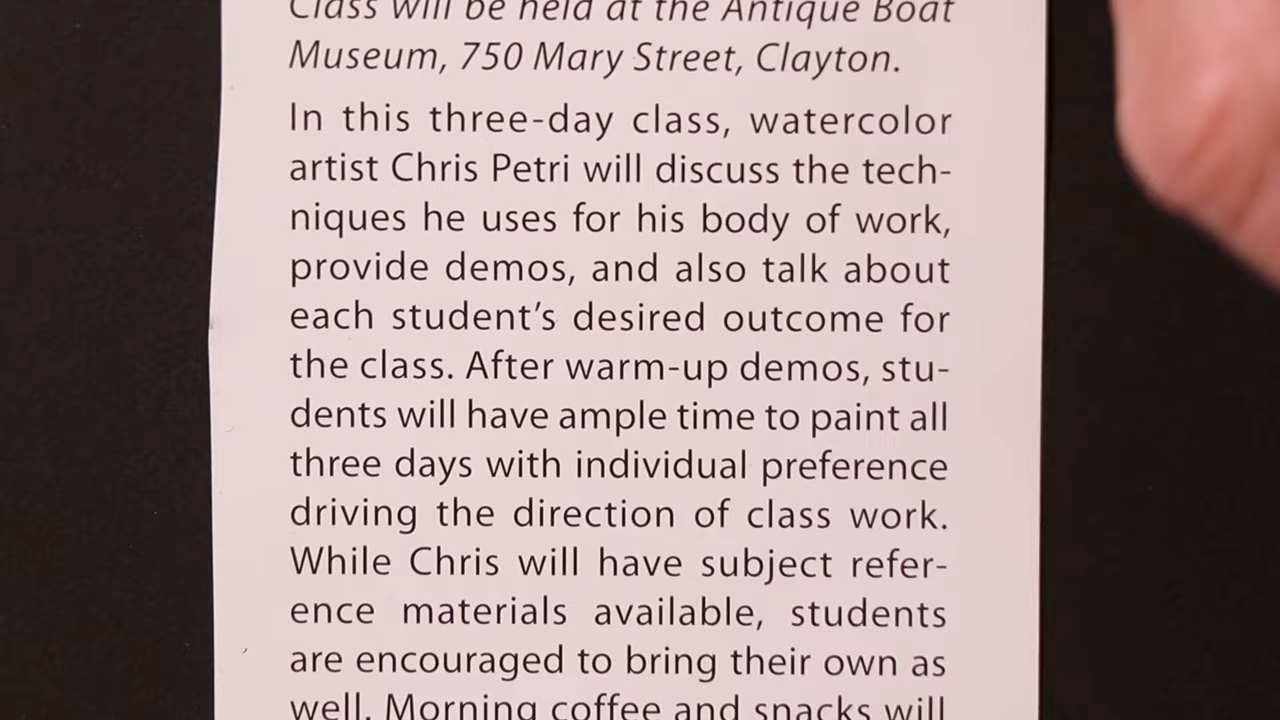 Class will be held at the Antique Boat
Museum, 750 Mary Street, Clayton.
In this three-day class, watercolor
artist Chris Petri will discuss the tech-
niques he uses for his body of work,
provide demos, and also talk about
each student’s desired outcome for
the class. After warm-up demos, stu-
dents will have ample time to paint all
three days with individual preference
driving the direction of class work.
While Chris will have subject refer-
ence materials available, students
are encouraged to bring their own as
well. Morning coffee and snacks will